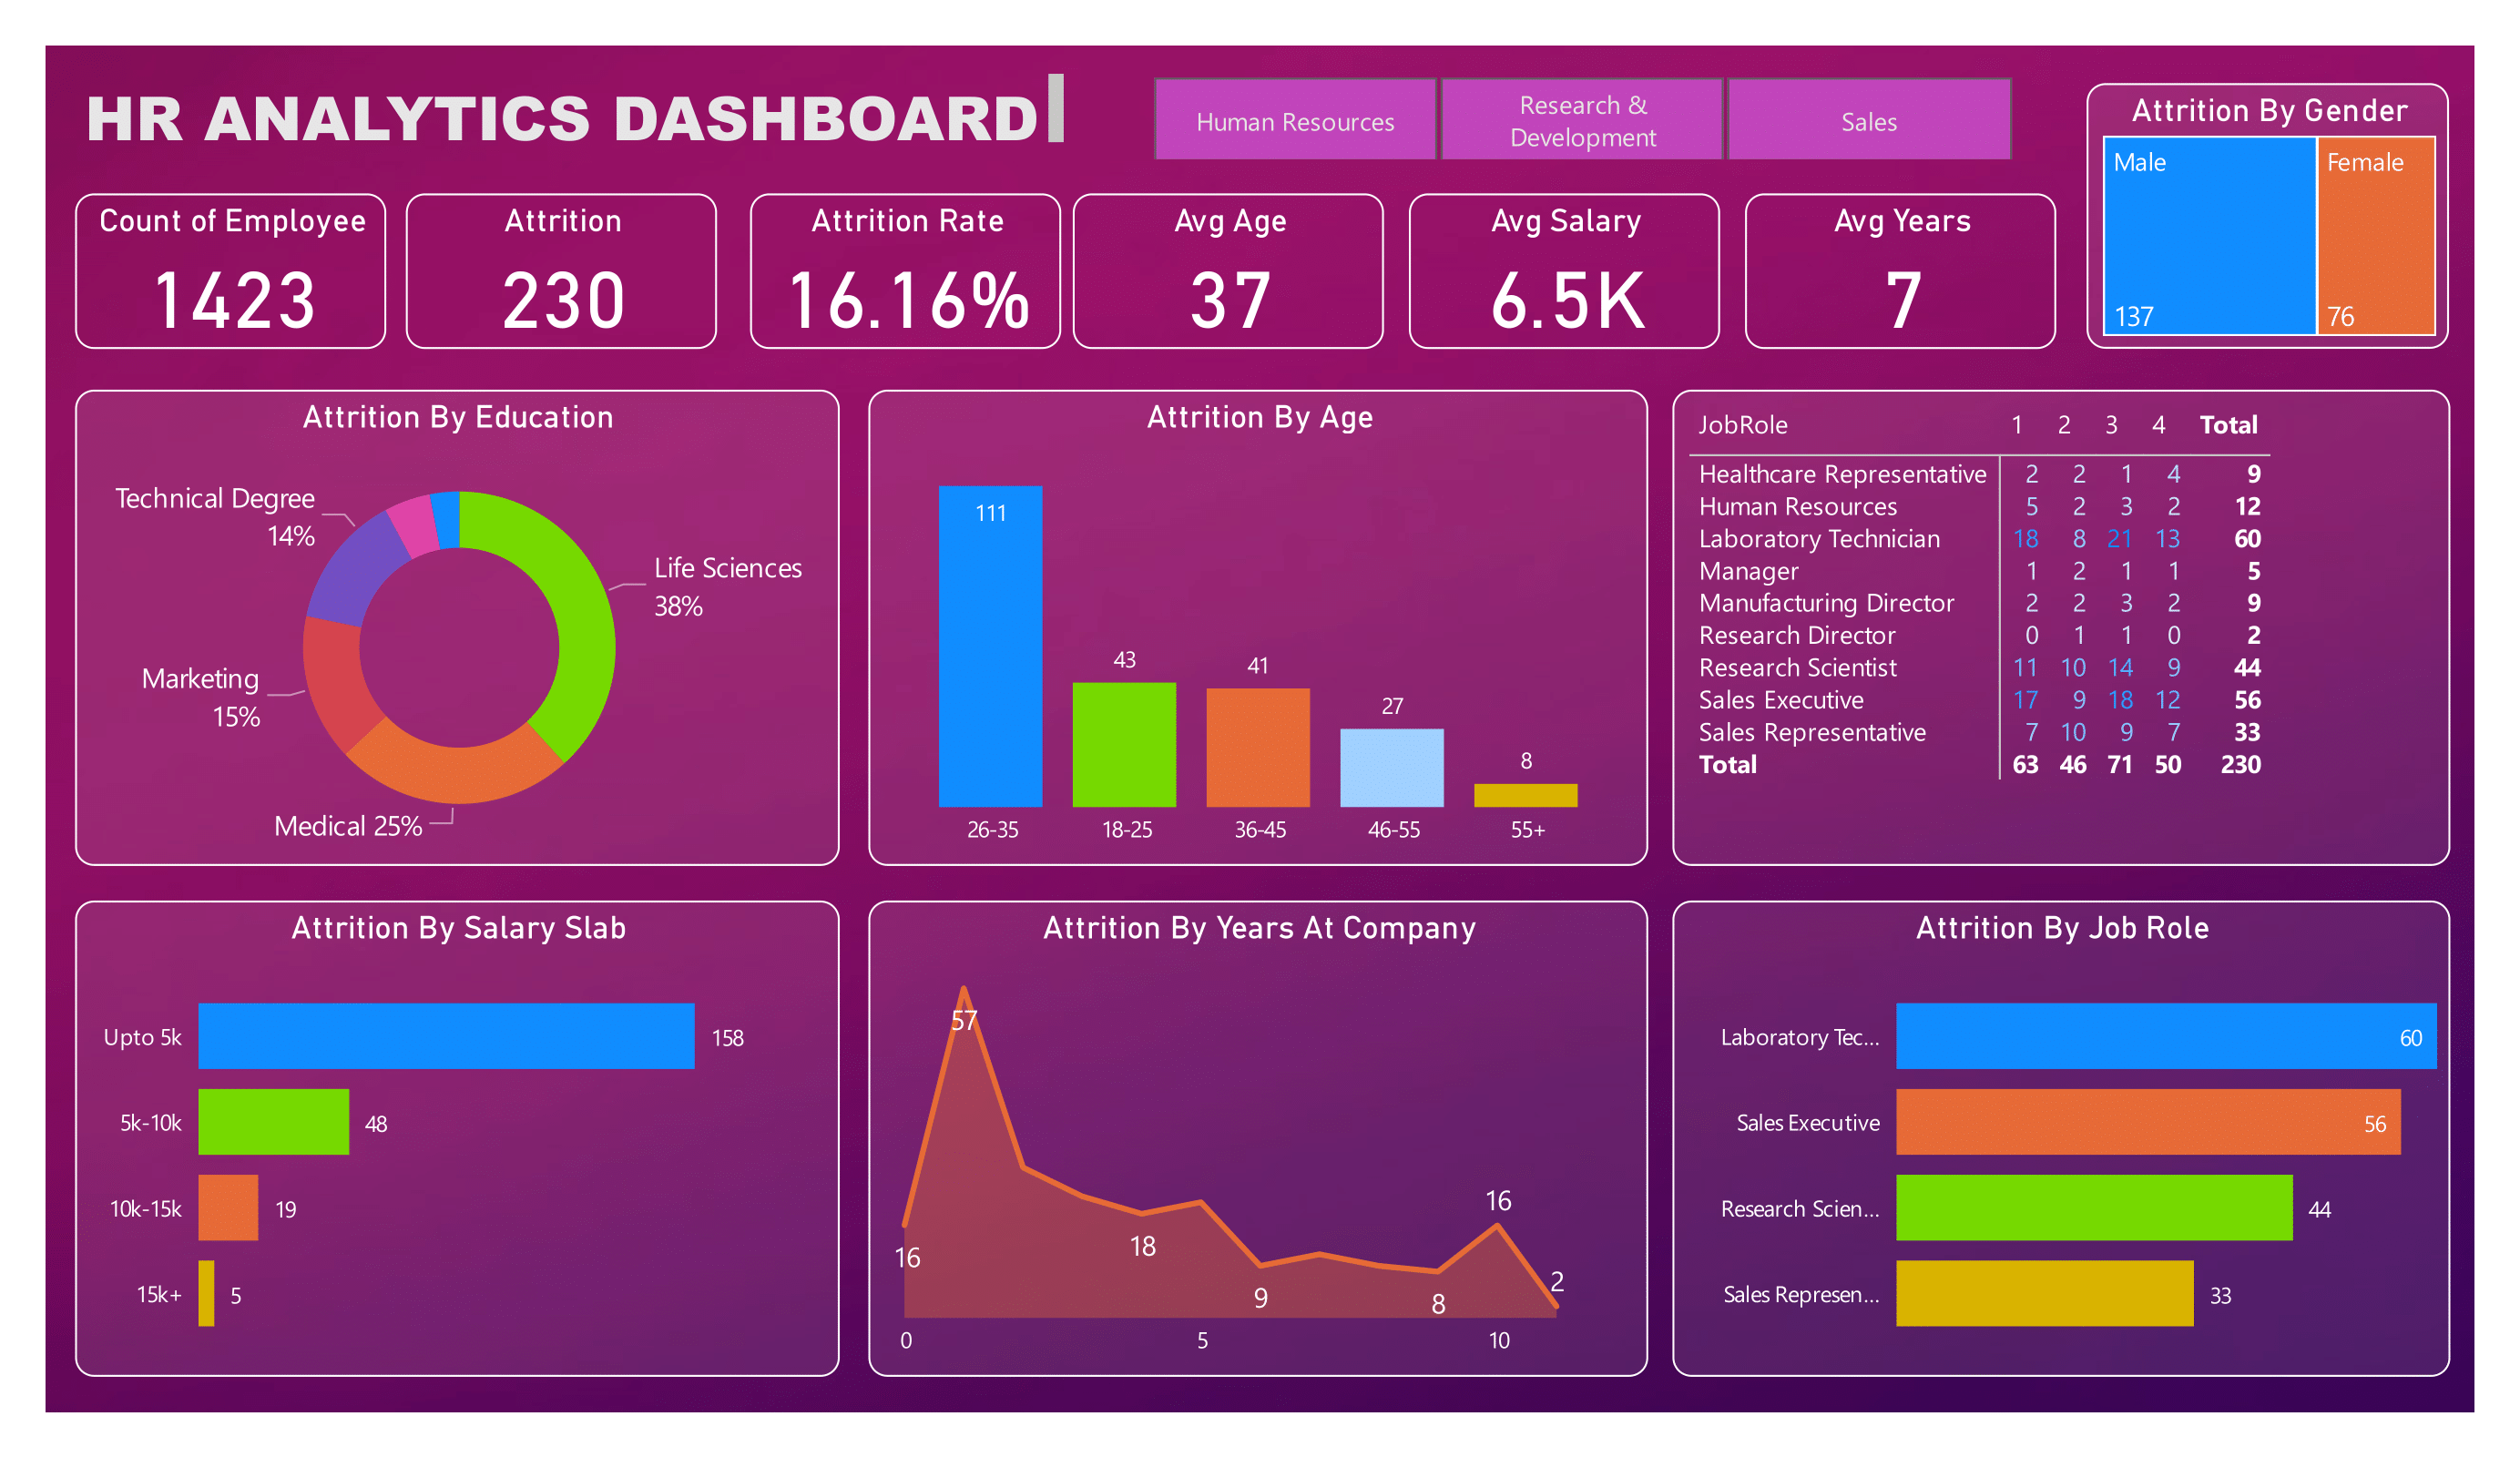 HR ANALYTICS DASHBOARD
Human Resources
Research &
Development
Sales
Attrition By Gender
Male
137
Female
76
Count of Employee
1423
Attrition
230
Attrition Rate
16.16%
Avg Age
37
Avg Salary
6.5K
Avg Years
7
Attrition By Education
Technical Degree
14%
Life Sciences
38%
Marketing
15%
Medical 25%
Attrition By Age
111
43
41
27
8
26-35 18-25 36-45 46-55 55+
JobRole 1 2 3 4 Total
Healthcare Representative 2 2 1 4 9
Human Resources 5 2 3 2 12
Laboratory Technician 18 8 21 13 60
Manager 1 2 1 1 5
Manufacturing Director 2 2 3 2 9
Research Director 0 1 1 0 2
Research Scientist 11 10 14 9 44
Sales Executive 17 9 18 12 56
Sales Representative 7 10 9 7 33
Total 63 46 71 50 230
Attrition By Salary Slab
Upto 5k 158
5k-10k 48
10k-15k 19
15k+ 5
Attrition By Years At Company
57
16
18
9
8
16
2
0 5 10
Attrition By Job Role
Laboratory Tec... 60
Sales Executive 56
Research Scien... 44
Sales Represen... 33